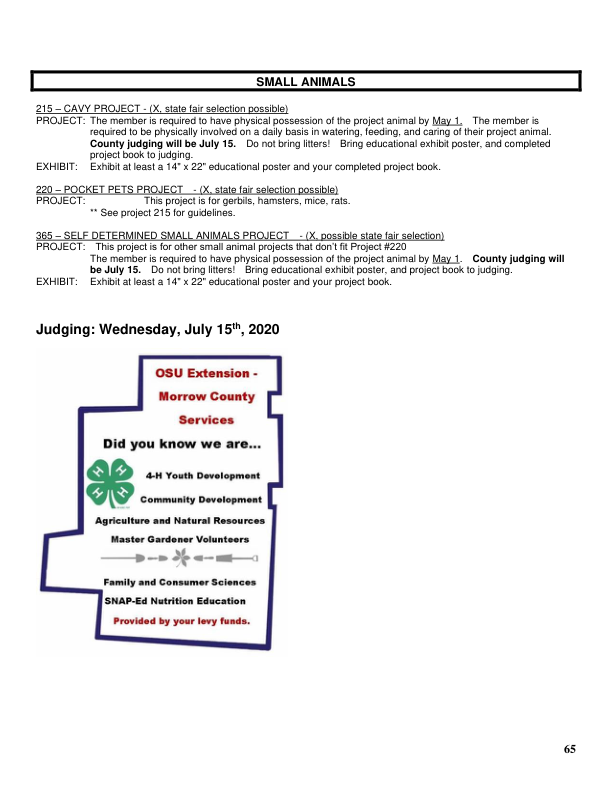 SMALL ANIMALS
215 – CAVY PROJECT - (X, state fair selection possible)
PROJECT: The member is required to have physical possession of the project animal by May 1. The member is
required to be physically involved on a daily basis in watering, feeding, and caring of their project animal.
County judging will be July 15. Do not bring litters! Bring educational exhibit poster, and completed
project book to judging.
EXHIBIT: Exhibit at least a 14" x 22" educational poster and your completed project book.
220 – POCKET PETS PROJECT - (X, state fair selection possible)
PROJECT: This project is for gerbils, hamsters, mice, rats.
** See project 215 for guidelines.
365 – SELF DETERMINED SMALL ANIMALS PROJECT - (X, possible state fair selection)
PROJECT: This project is for other small animal projects that don't fit Project #220
The member is required to have physical possession of the project animal by May 1. County judging will
be July 15. Do not bring litters! Bring educational exhibit poster, and project book to judging.
EXHIBIT: Exhibit at least a 14" x 22" educational poster and your project book.
Judging: Wednesday, July 15th, 2020
OSU Extension -
Morrow County
Services
Did you know we are...
H H
H H
4-H Youth Development
Community Development
Agriculture and Natural Resources
Master Gardener Volunteers
Family and Consumer Sciences
SNAP-Ed Nutrition Education
Provided by your levy funds.
65